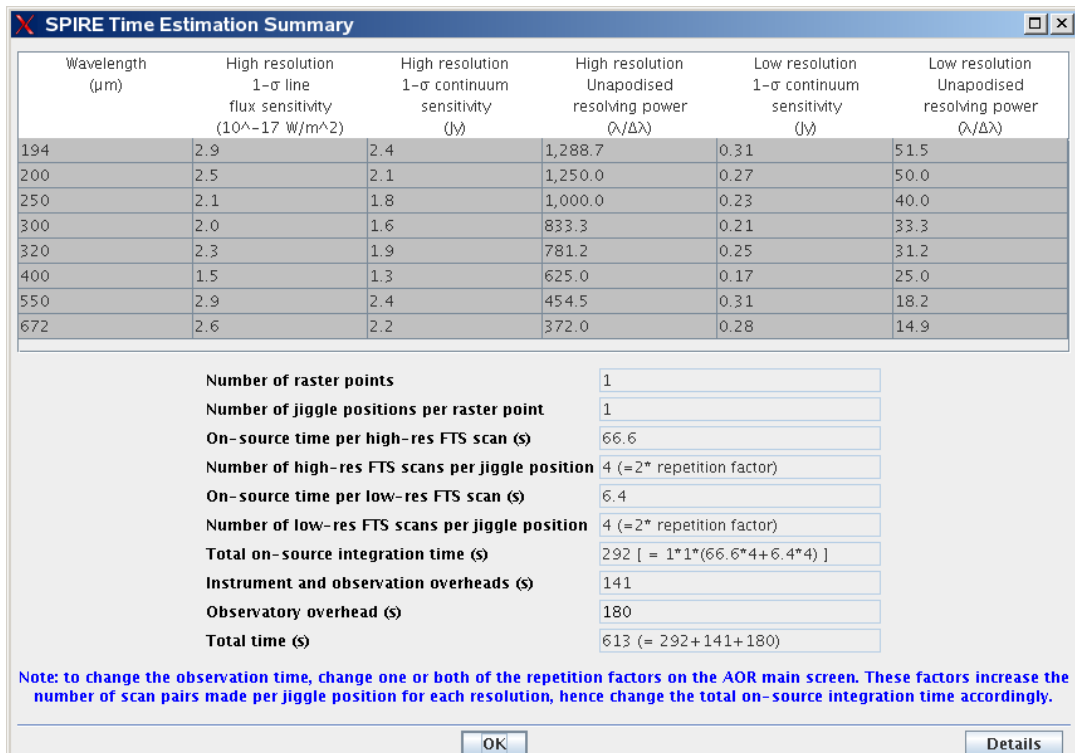 SPIRE Time Estimation Summary
Wavelength (μm) High resolution 1-σ line flux sensitivity (10^-17 W/m^2) High resolution 1-σ continuum sensitivity (Jy) High resolution Unapodised resolving power (λ/Δλ) Low resolution 1-σ continuum sensitivity (Jy) Low resolution Unapodised resolving power (λ/Δλ)
194 2.9 2.4 1,288.7 0.31 51.5
200 2.5 2.1 1,250.0 0.27 50.0
250 2.1 1.8 1,000.0 0.23 40.0
300 2.0 1.6 833.3 0.21 33.3
320 2.3 1.9 781.2 0.25 31.2
400 1.5 1.3 625.0 0.17 25.0
550 2.9 2.4 454.5 0.31 18.2
672 2.6 2.2 372.0 0.28 14.9
Number of raster points 1
Number of jiggle positions per raster point 1
On-source time per high-res FTS scan (s) 66.6
Number of high-res FTS scans per jiggle position 4 (=2* repetition factor)
On-source time per low-res FTS scan (s) 6.4
Number of low-res FTS scans per jiggle position 4 (=2* repetition factor)
Total on-source integration time (s) 292 [ = 1*1*(66.6*4+6.4*4) ]
Instrument and observation overheads (s) 141
Observatory overhead (s) 180
Total time (s) 613 (= 292+141+180)
Note: to change the observation time, change one or both of the repetition factors on the AOR main screen. These factors increase the
number of scan pairs made per jiggle position for each resolution, hence change the total on-source integration time accordingly.
OK Details